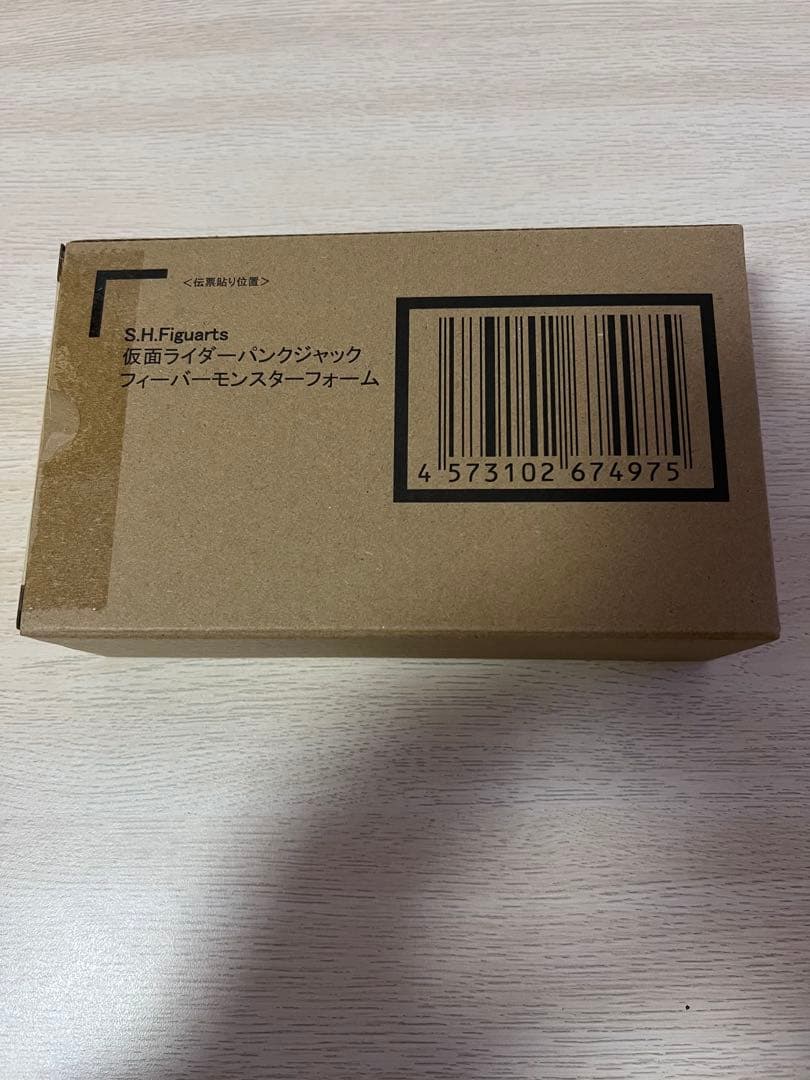 <伝票貼り位置>
S.H.Figuarts
仮面ライダーパンクジャック
フィーバーモンスターフォーム
4 573102 674975